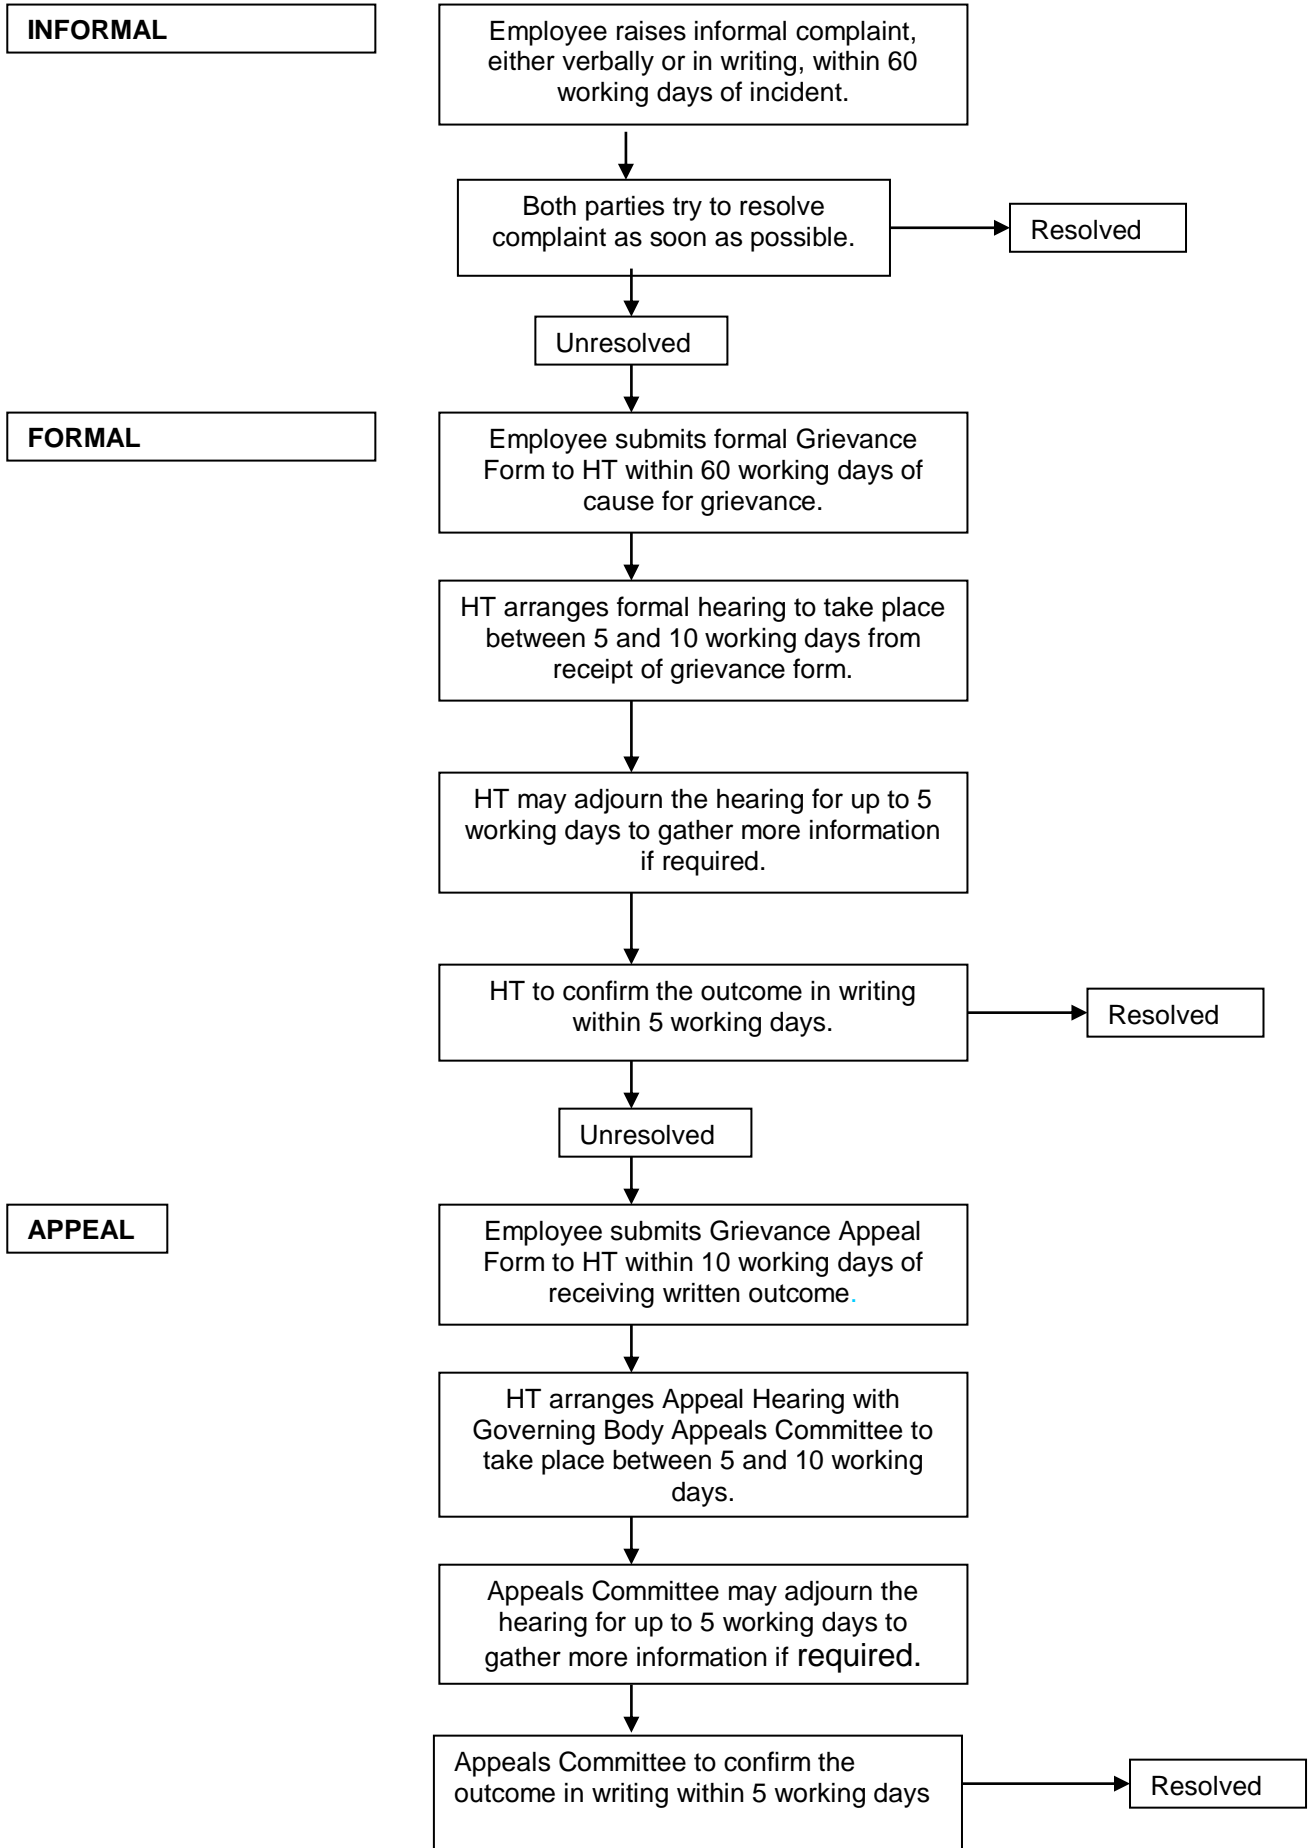 INFORMAL
Employee raises informal complaint,
either verbally or in writing, within 60
working days of incident.
Both parties try to resolve
complaint as soon as possible.
Resolved
Unresolved
FORMAL
Employee submits formal Grievance
Form to HT within 60 working days of
cause for grievance.
HT arranges formal hearing to take place
between 5 and 10 working days from
receipt of grievance form.
HT may adjourn the hearing for up to 5
working days to gather more information
if required.
HT to confirm the outcome in writing
within 5 working days.
Resolved
Unresolved
APPEAL
Employee submits Grievance Appeal
Form to HT within 10 working days of
receiving written outcome.
HT arranges Appeal Hearing with
Governing Body Appeals Committee to
take place between 5 and 10 working
days.
Appeals Committee may adjourn the
hearing for up to 5 working days to
gather more information if required.
Appeals Committee to confirm the
outcome in writing within 5 working days
Resolved